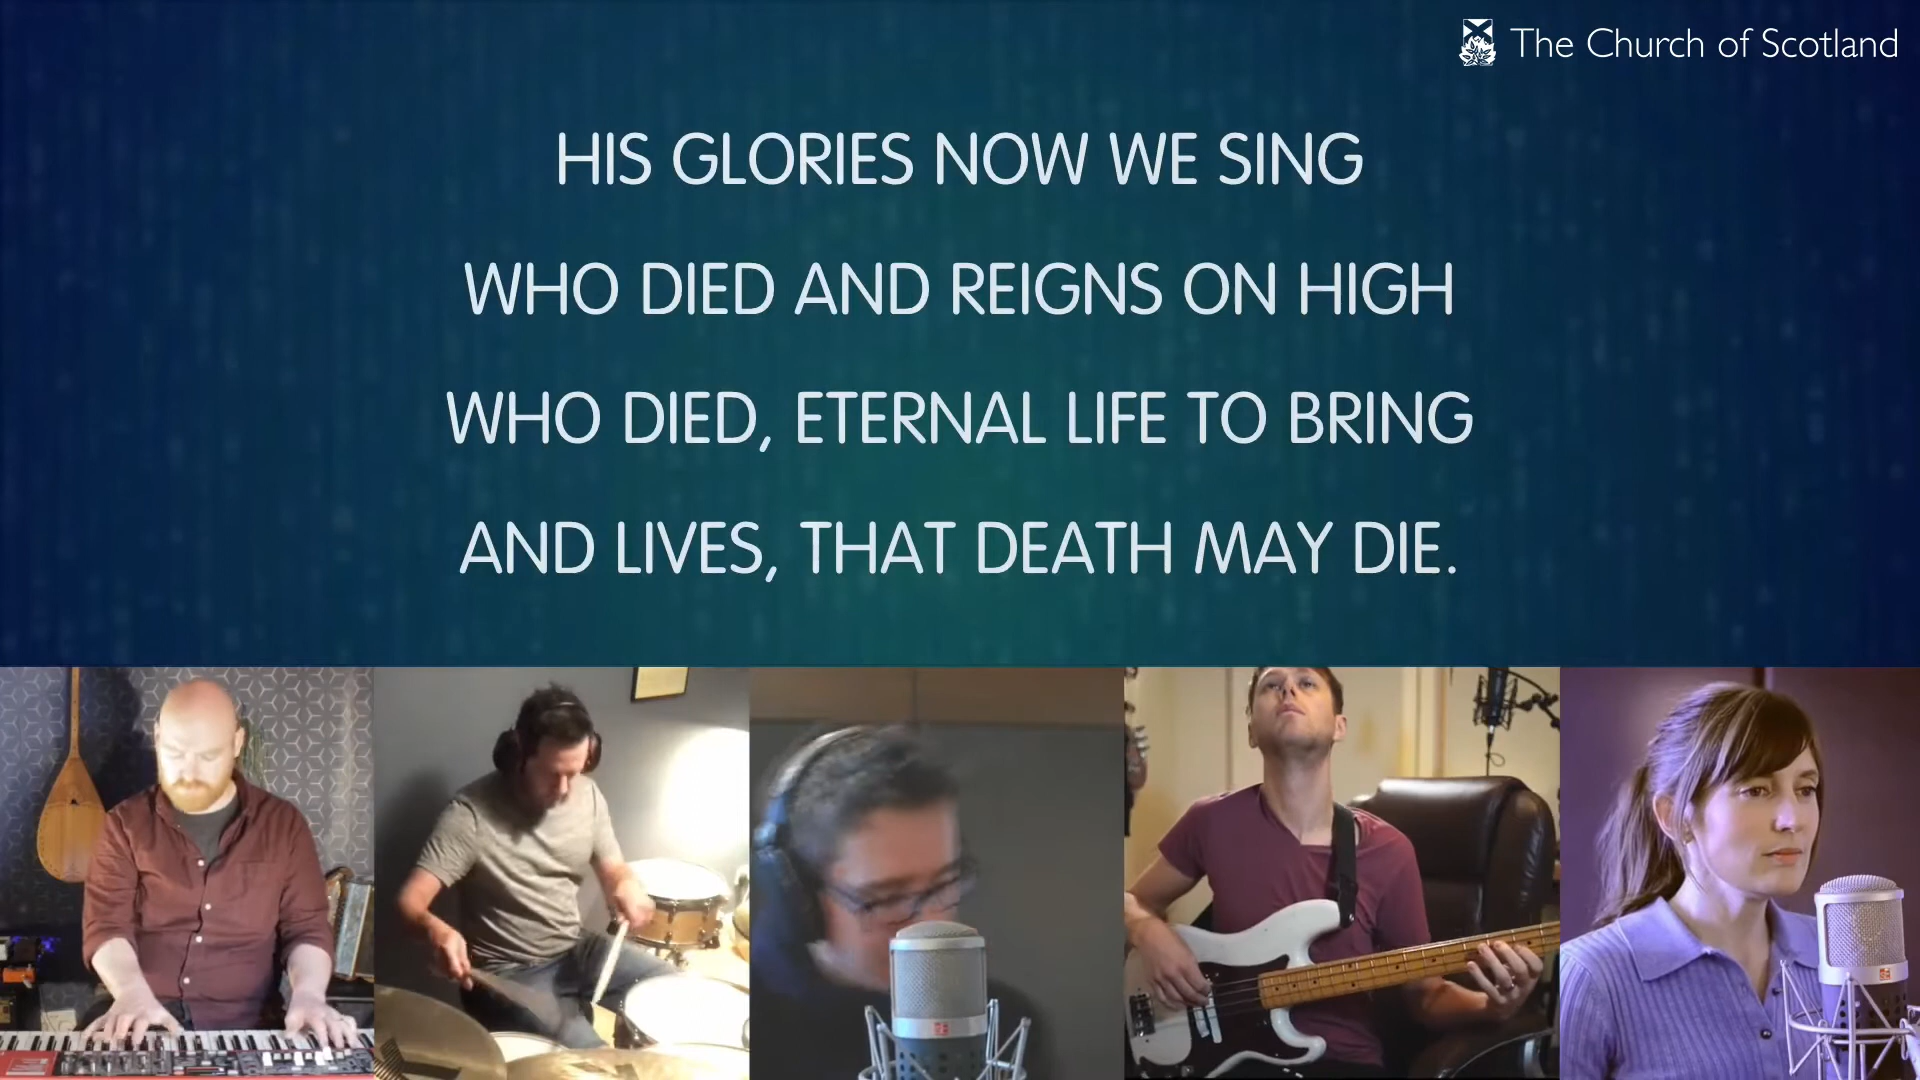 The Church of Scotland
HIS GLORIES NOW WE SING
WHO DIED AND REIGNS ON HIGH
WHO DIED, ETERNAL LIFE TO BRING
AND LIVES, THAT DEATH MAY DIE.